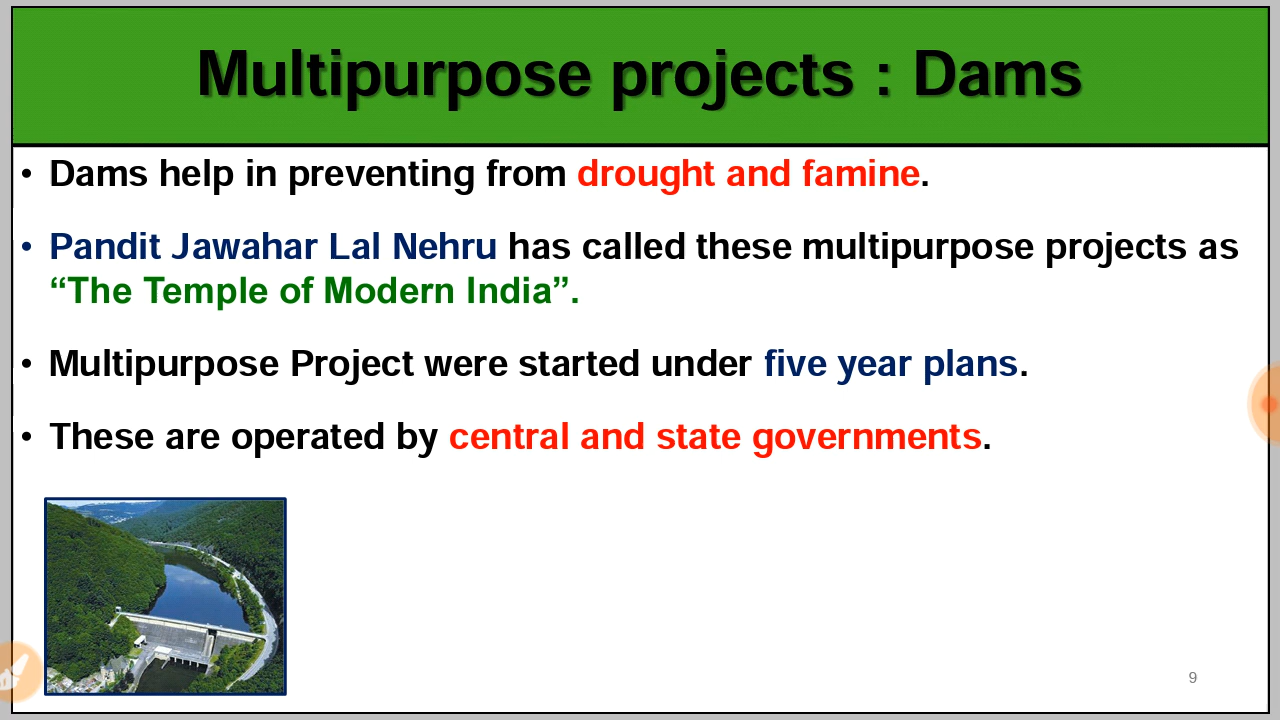 Multipurpose projects : Dams
• Dams help in preventing from drought and famine.
• Pandit Jawahar Lal Nehru has called these multipurpose projects as
“The Temple of Modern India”.
• Multipurpose Project were started under five year plans.
• These are operated by central and state governments.
9